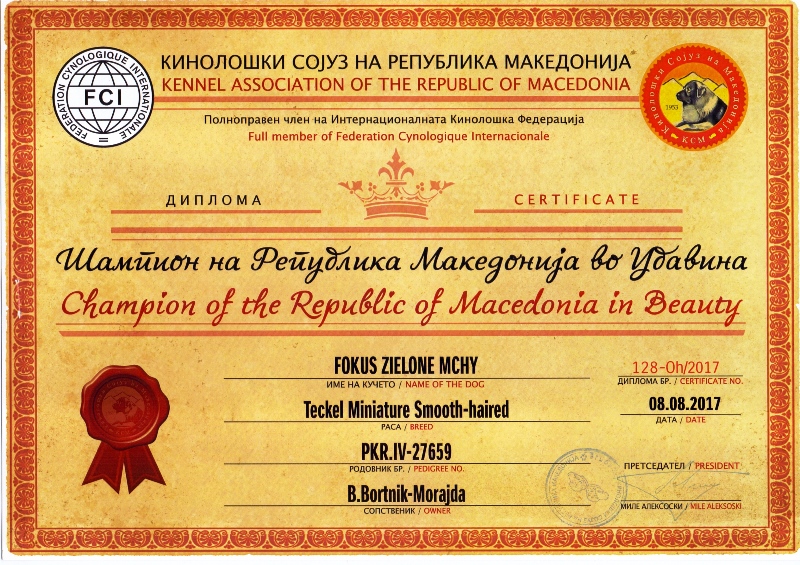 КИНОЛОШКИ СОЈУЗ НА РЕПУБЛИКА МАКЕДОНИЈА
KENNEL ASSOCIATION OF THE REPUBLIC OF MACEDONIA
FEDERATION CYNOLOGIQUE INTERNATIONALE
FCI
Кинолошки Сојуз на Македонија
1953
КСМ
Полноправен член на Интернационалната Кинолошка Федерација
Full member of Federation Cynologique Internacionale
ДИПЛОМА
CERTIFICATE
Шампион на Република Македонија во Убавина
Champion of the Republic of Macedonia in Beauty
FOKUS ZIELONE MCHY
ИМЕ НА КУЧЕТО / NAME OF THE DOG
128-Oh/2017
ДИПЛОМА БР. / CERTIFICATE NO.
Teckel Miniature Smooth-haired
РАСА / BREED
08.08.2017
ДАТА / DATE
PKR.IV-27659
РОДОВНИК БР. / PEDIGREE NO.
ПРЕТСЕДАТЕЛ / PRESIDENT
B.Bortnik-Morajda
СОПСТВЕНИК / OWNER
МИЛЕ АЛЕКСОСКИ / MILE ALEKSOSKI